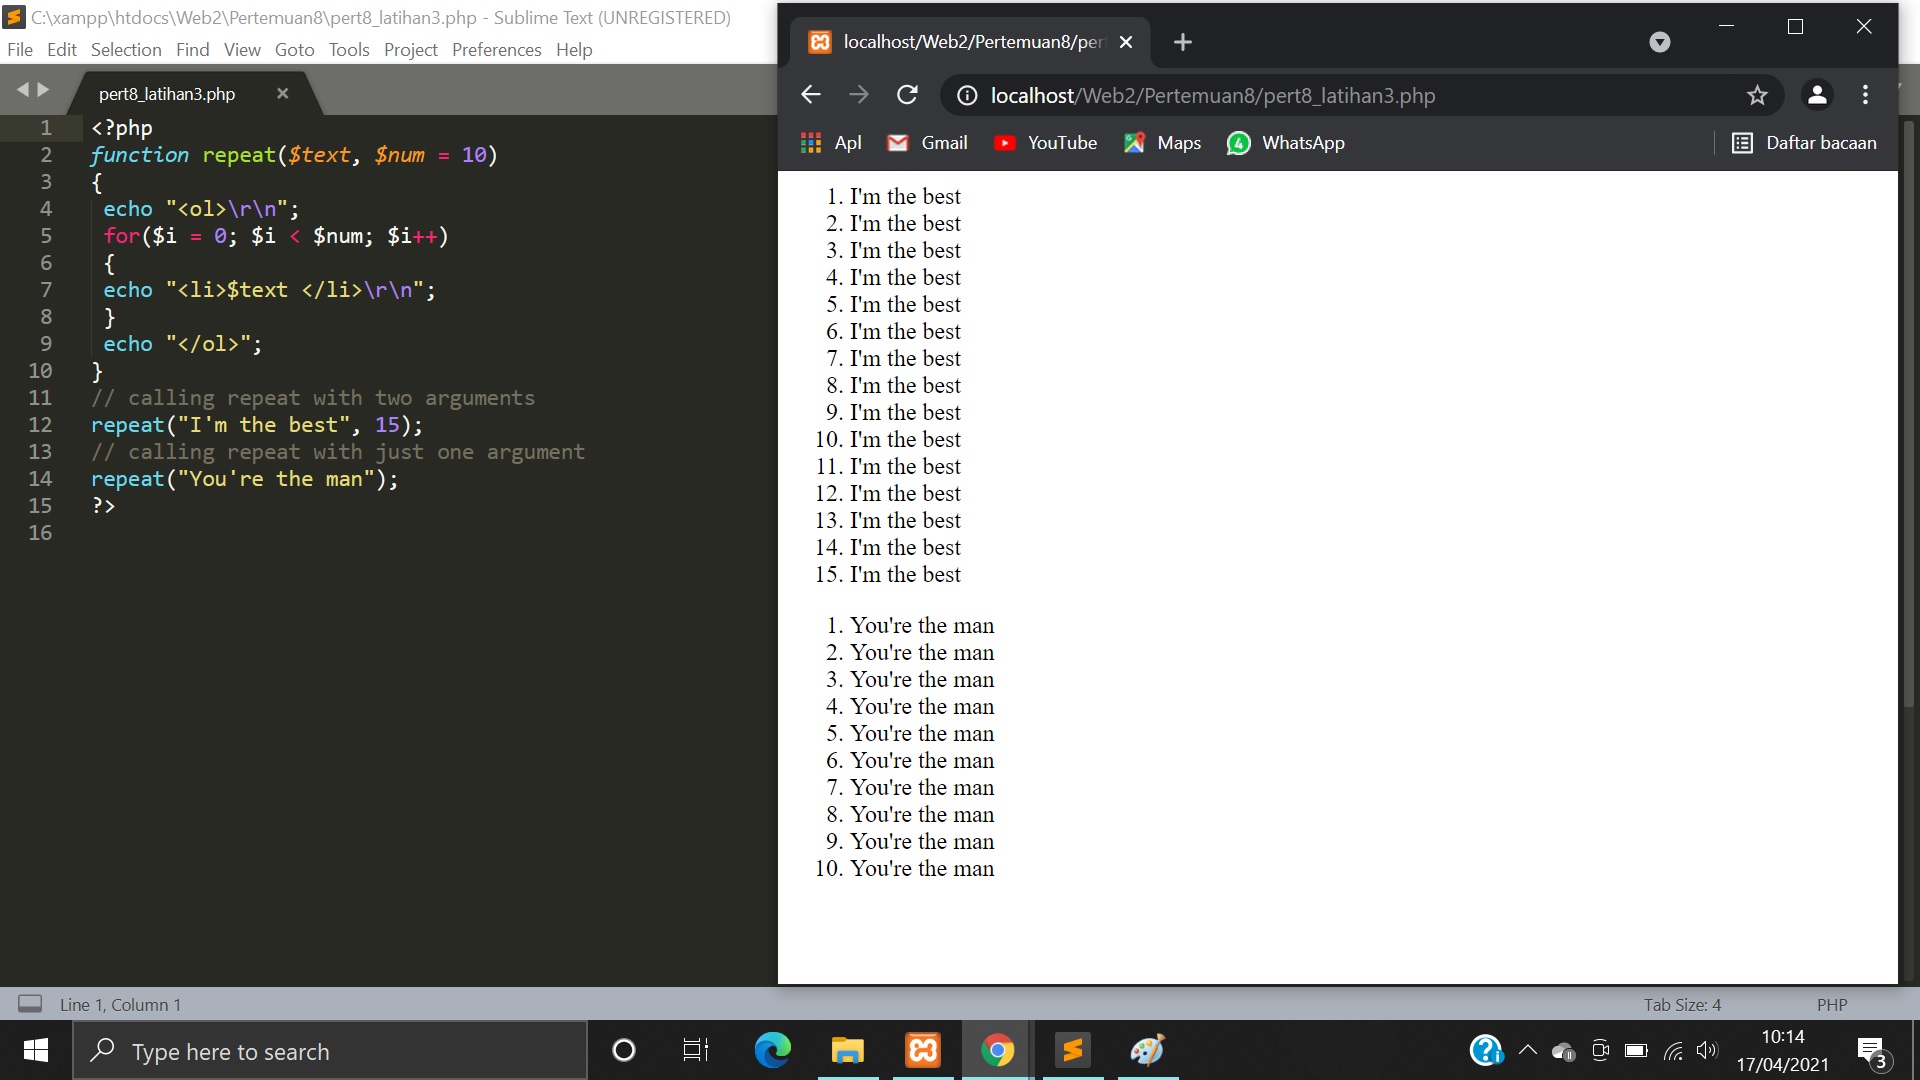 C:\xampp\htdocs\Web2\Pertemuan8\pert8_latihan3.php - Sublime Text (UNREGISTERED)
File Edit Selection Find View Goto Tools Project Preferences Help
pert8_latihan3.php
1 <?php
2 function repeat($text, $num = 10)
3 {
4 echo "<ol>\r\n";
5 for($i = 0; $i < $num; $i++)
6 {
7 echo "<li>$text </li>\r\n";
8 }
9 echo "</ol>";
10 }
11 // calling repeat with two arguments
12 repeat("I'm the best", 15);
13 // calling repeat with just one argument
14 repeat("You're the man");
15 ?>
16
localhost/Web2/Pertemuan8/per
localhost/Web2/Pertemuan8/pert8_latihan3.php
Apl Gmail YouTube Maps 4 WhatsApp Daftar bacaan
1. I'm the best
2. I'm the best
3. I'm the best
4. I'm the best
5. I'm the best
6. I'm the best
7. I'm the best
8. I'm the best
9. I'm the best
10. I'm the best
11. I'm the best
12. I'm the best
13. I'm the best
14. I'm the best
15. I'm the best
1. You're the man
2. You're the man
3. You're the man
4. You're the man
5. You're the man
6. You're the man
7. You're the man
8. You're the man
9. You're the man
10. You're the man
Line 1, Column 1 Tab Size: 4 PHP
Type here to search
10:14
17/04/2021
3